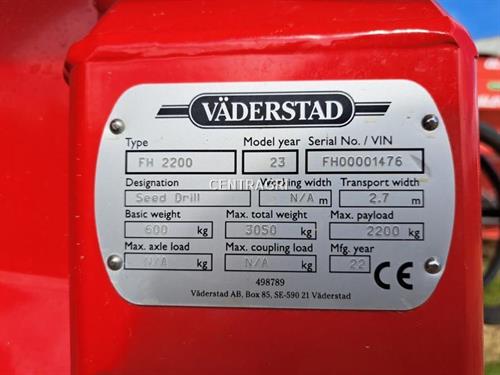 VÄDERSTAD
Type Model year Serial No. / VIN
FH 2200 23 FH00001476
Designation Working width Transport width
Seed Drill N/A m 2.7 m
CENTRAGRI
Basic weight Max. total weight Max. payload
600 kg 3050 kg 2200 kg
Max. axle load Max. coupling load Mfg. year
N/A kg N/A kg 22 CE
498789
Väderstad AB, Box 85, SE-590 21 Väderstad